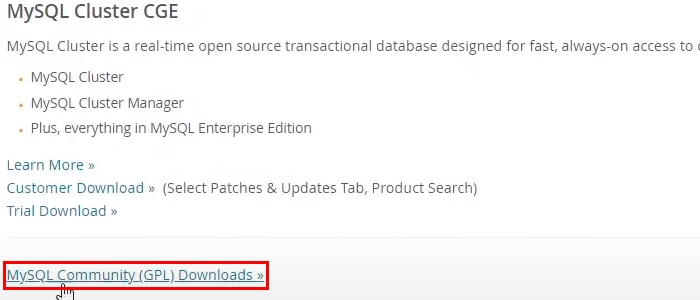 MySQL Cluster CGE
MySQL Cluster is a real-time open source transactional database designed for fast, always-on access to
MySQL Cluster
MySQL Cluster Manager
Plus, everything in MySQL Enterprise Edition
Learn More »
Customer Download » (Select Patches & Updates Tab, Product Search)
Trial Download »
MySQL Community (GPL) Downloads »